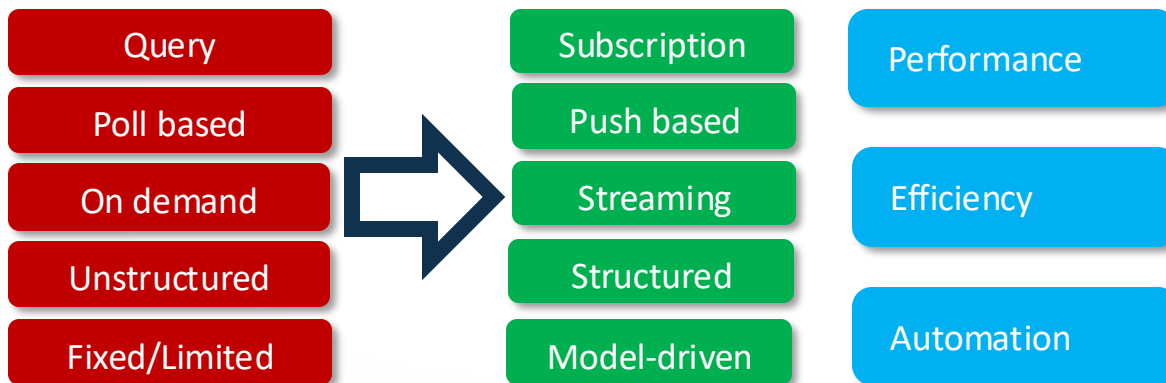 Query
Poll based
On demand
Unstructured
Fixed/Limited
Subscription
Push based
Streaming
Structured
Model-driven
Performance
Efficiency
Automation